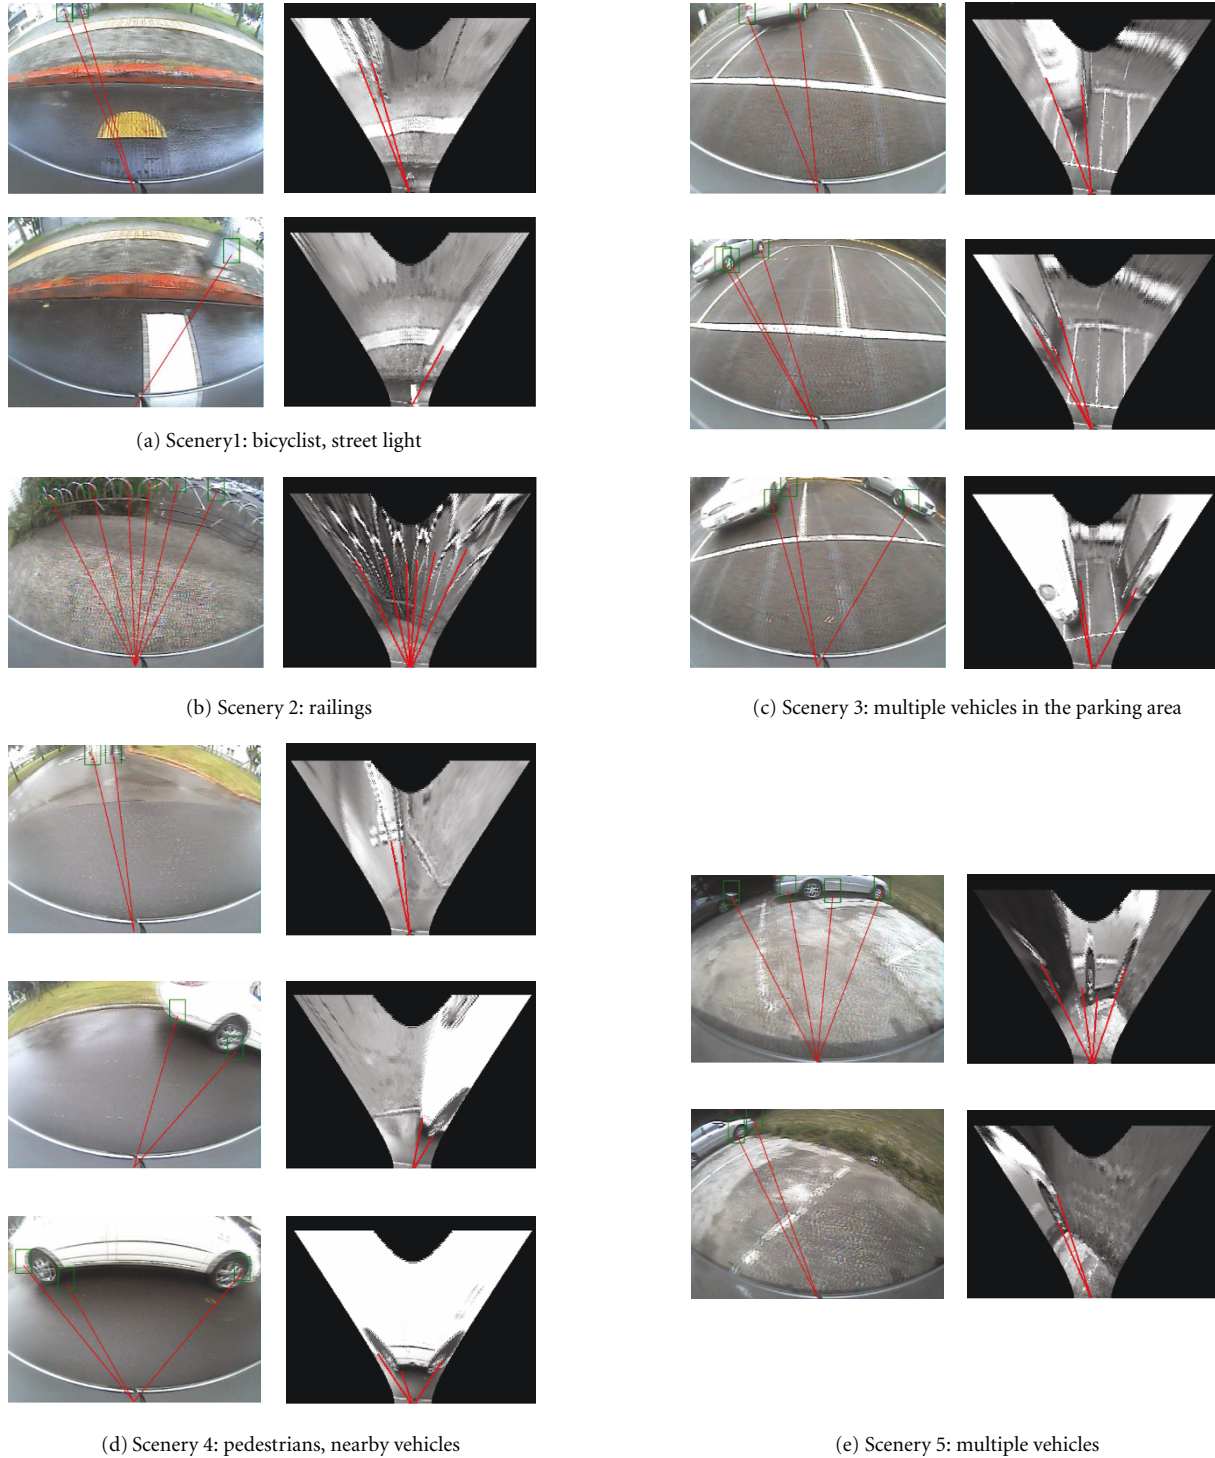 (a) Scenery1: bicyclist, street light
(b) Scenery 2: railings
(c) Scenery 3: multiple vehicles in the parking area
(d) Scenery 4: pedestrians, nearby vehicles
(e) Scenery 5: multiple vehicles